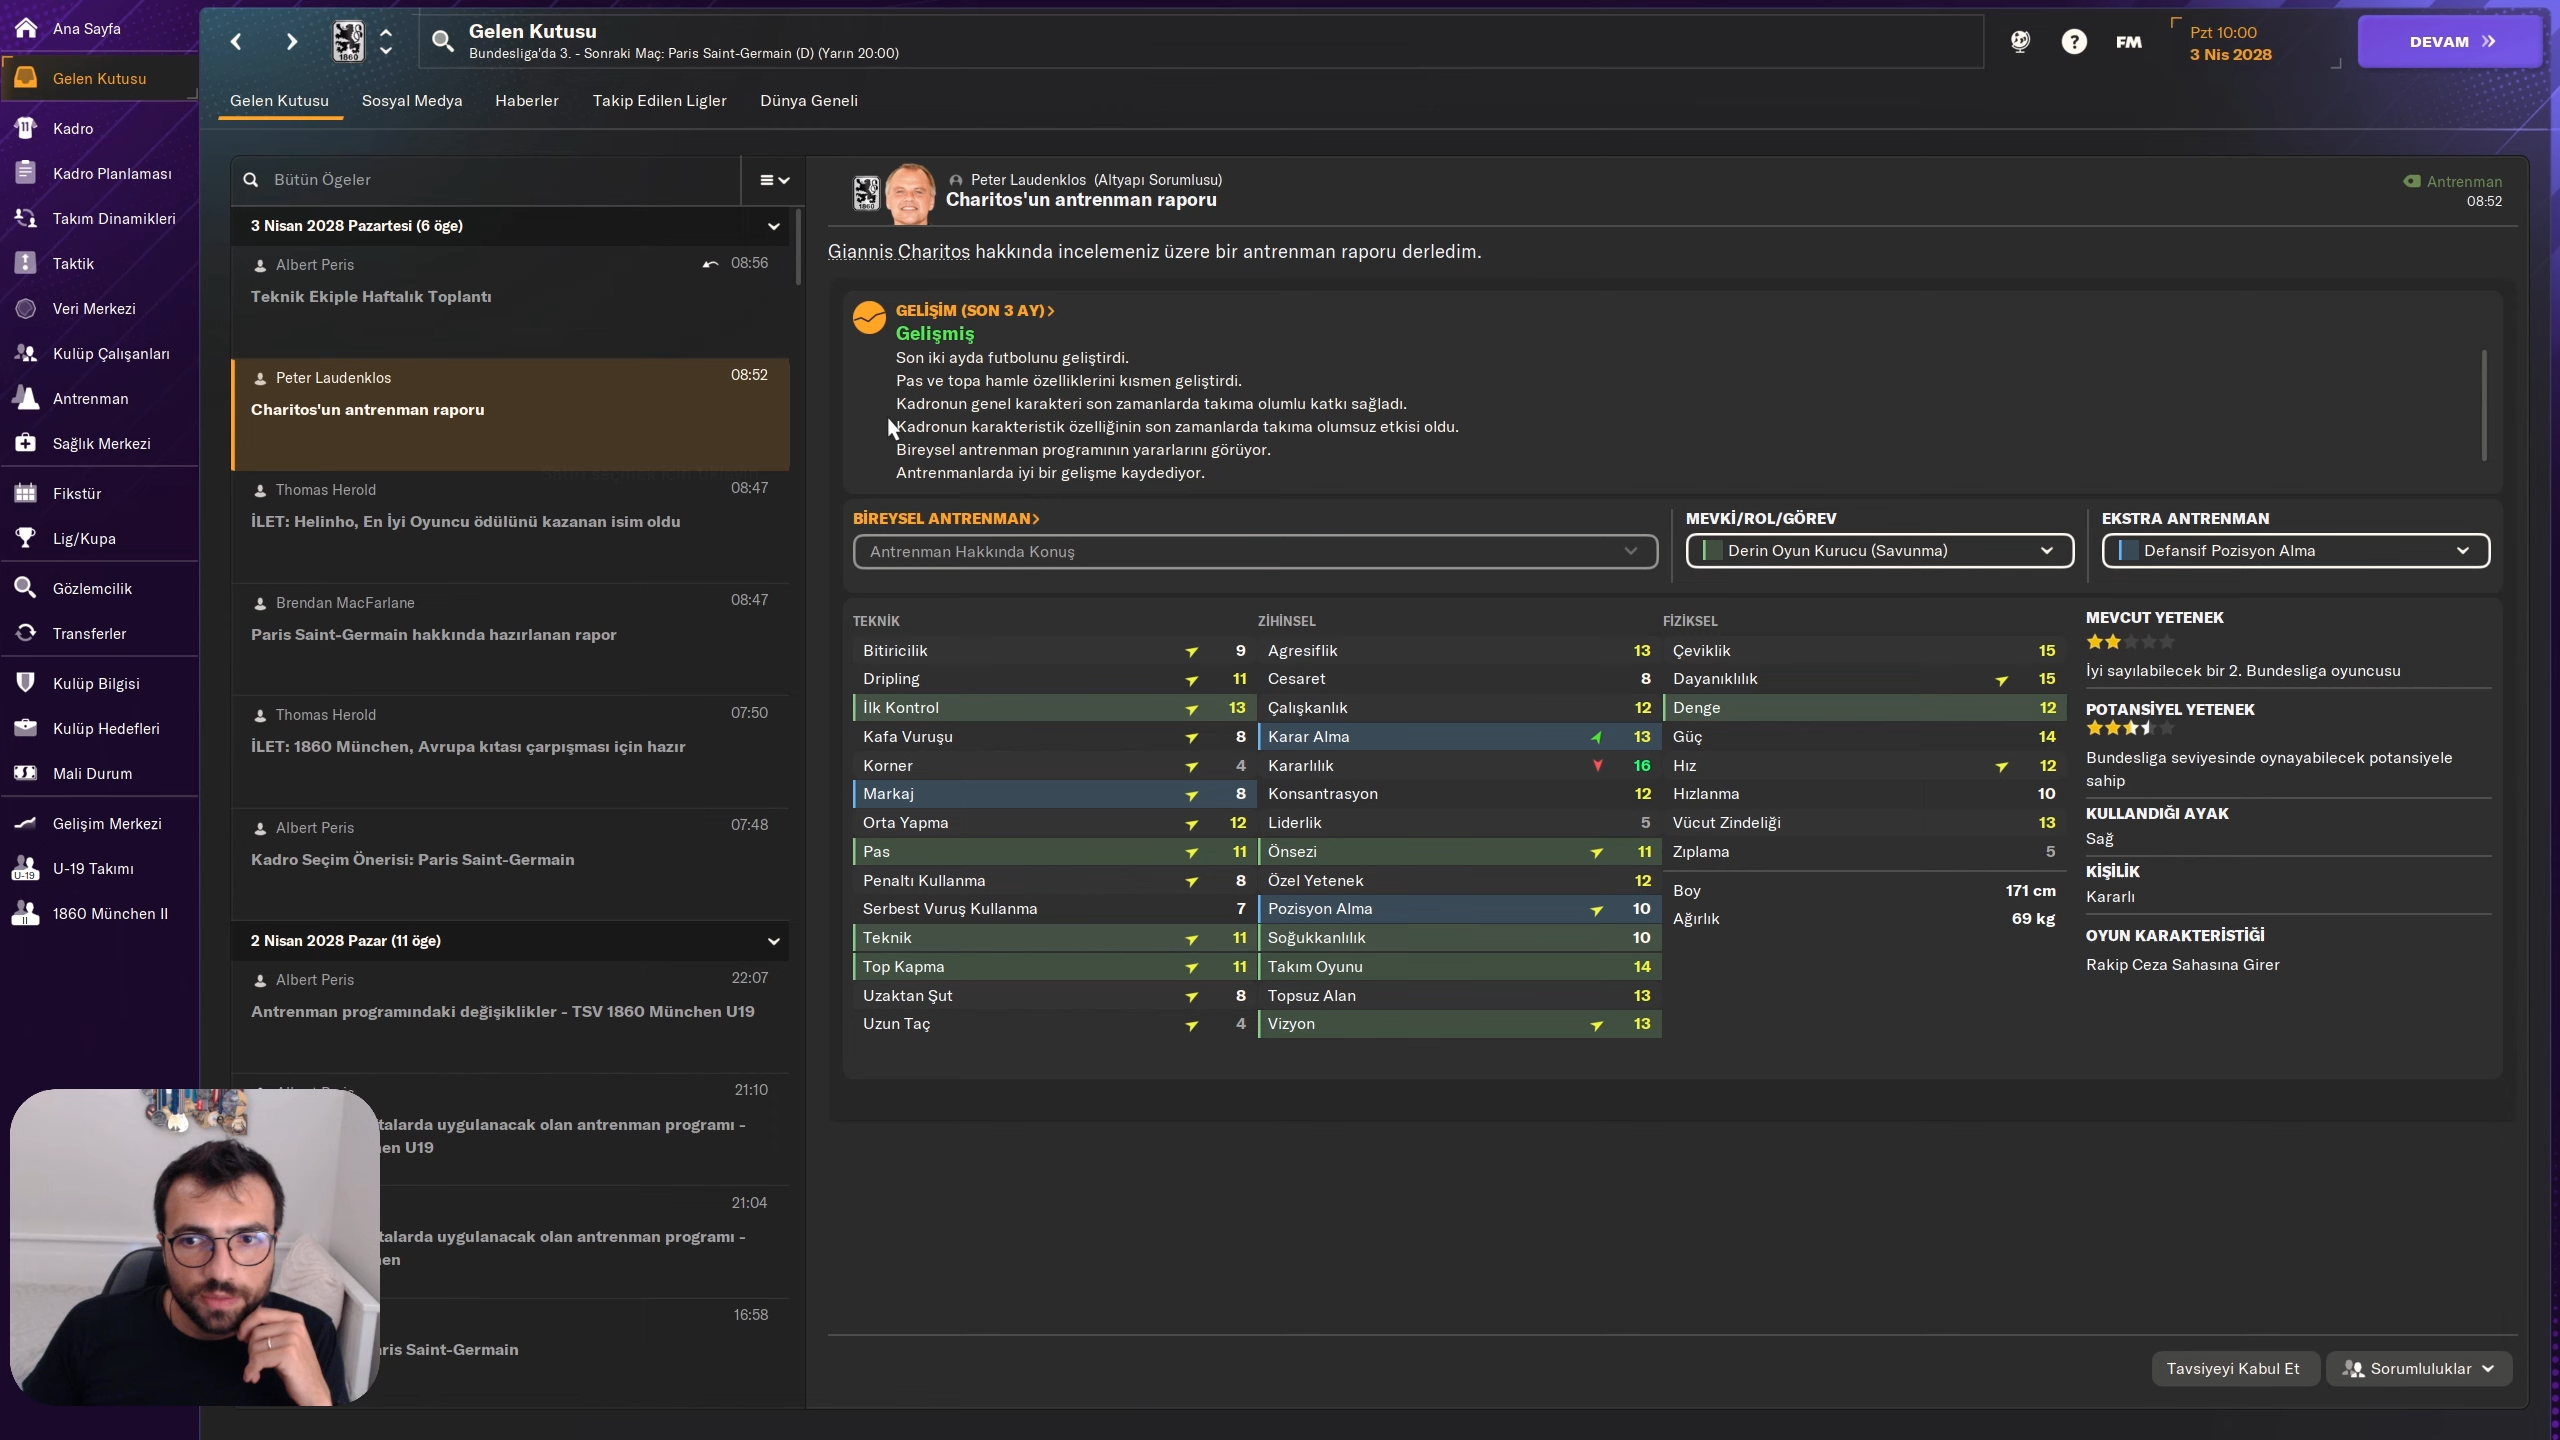 Ana Sayfa
Gelen Kutusu
Kadro
Kadro Planlaması
Takım Dinamikleri
Taktik
Veri Merkezi
Kulüp Çalışanları
Antrenman
Sağlık Merkezi
Fikstür
Lig/Kupa
Gözlemcilik
Transferler
Kulüp Bilgisi
Kulüp Hedefleri
Mali Durum
Gelişim Merkezi
U-19 Takımı
1860 München II
Gelen Kutusu
Bundesliga'da 3. - Sonraki Maç: Paris Saint-Germain (D) (Yarın 20:00)
FM
Pzt 10:00
3 Nis 2028
DEVAM
Gelen Kutusu Sosyal Medya Haberler Takip Edilen Ligler Dünya Geneli
Bütün Ögeler
3 Nisan 2028 Pazartesi (6 öge)
Albert Peris 08:56
Teknik Ekiple Haftalık Toplantı
Peter Laudenklos 08:52
Charitos'un antrenman raporu
Thomas Herold 08:47
İLET: Helinho, En İyi Oyuncu ödülünü kazanan isim oldu
Brendan MacFarlane 08:47
Paris Saint-Germain hakkında hazırlanan rapor
Thomas Herold 07:50
İLET: 1860 München, Avrupa kıtası çarpışması için hazır
Albert Peris 07:48
Kadro Seçim Önerisi: Paris Saint-Germain
2 Nisan 2028 Pazar (11 öge)
Albert Peris 22:07
Antrenman programındaki değişiklikler - TSV 1860 München U19
21:10
talarda uygulanacak olan antrenman programı -
en U19
21:04
talarda uygulanacak olan antrenman programı -
en
16:58
ris Saint-Germain
Peter Laudenklos (Altyapı Sorumlusu)
Charitos'un antrenman raporu
Antrenman
08:52
Giannis Charitos hakkında incelemeniz üzere bir antrenman raporu derledim.
GELİŞİM (SON 3 AY)
Gelişmiş
Son iki ayda futbolunu geliştirdi.
Pas ve topa hamle özelliklerini kısmen geliştirdi.
Kadronun genel karakteri son zamanlarda takıma olumlu katkı sağladı.
Kadronun karakteristik özelliğinin son zamanlarda takıma olumsuz etkisi oldu.
Bireysel antrenman programının yararlarını görüyor.
Antrenmanlarda iyi bir gelişme kaydediyor.
BİREYSEL ANTRENMAN
Antrenman Hakkında Konuş
MEVKİ/ROL/GÖREV
Derin Oyun Kurucu (Savunma)
EKSTRA ANTRENMAN
Defansif Pozisyon Alma
TEKNİK
Bitiricilik 9
Dripling 11
İlk Kontrol 13
Kafa Vuruşu 8
Korner 4
Markaj 8
Orta Yapma 12
Pas 11
Penaltı Kullanma 8
Serbest Vuruş Kullanma 7
Teknik 11
Top Kapma 11
Uzaktan Şut 8
Uzun Taç 4
ZİHİNSEL
Agresiflik 13
Cesaret 8
Çalışkanlık 12
Karar Alma 13
Kararlılık 16
Konsantrasyon 12
Liderlik 5
Önsezi 11
Özel Yetenek 12
Pozisyon Alma 10
Soğukkanlılık 10
Takım Oyunu 14
Topsuz Alan 13
Vizyon 13
FİZİKSEL
Çeviklik 15
Dayanıklılık 15
Denge 12
Güç 14
Hız 12
Hızlanma 10
Vücut Zindeliği 13
Zıplama 5
Boy 171 cm
Ağırlık 69 kg
MEVCUT YETENEK
İyi sayılabilecek bir 2. Bundesliga oyuncusu
POTANSİYEL YETENEK
Bundesliga seviyesinde oynayabilecek potansiyele
sahip
KULLANDIĞI AYAK
Sağ
KİŞİLİK
Kararlı
OYUN KARAKTERİSTİĞİ
Rakip Ceza Sahasına Girer
Tavsiyeyi Kabul Et
Sorumluluklar